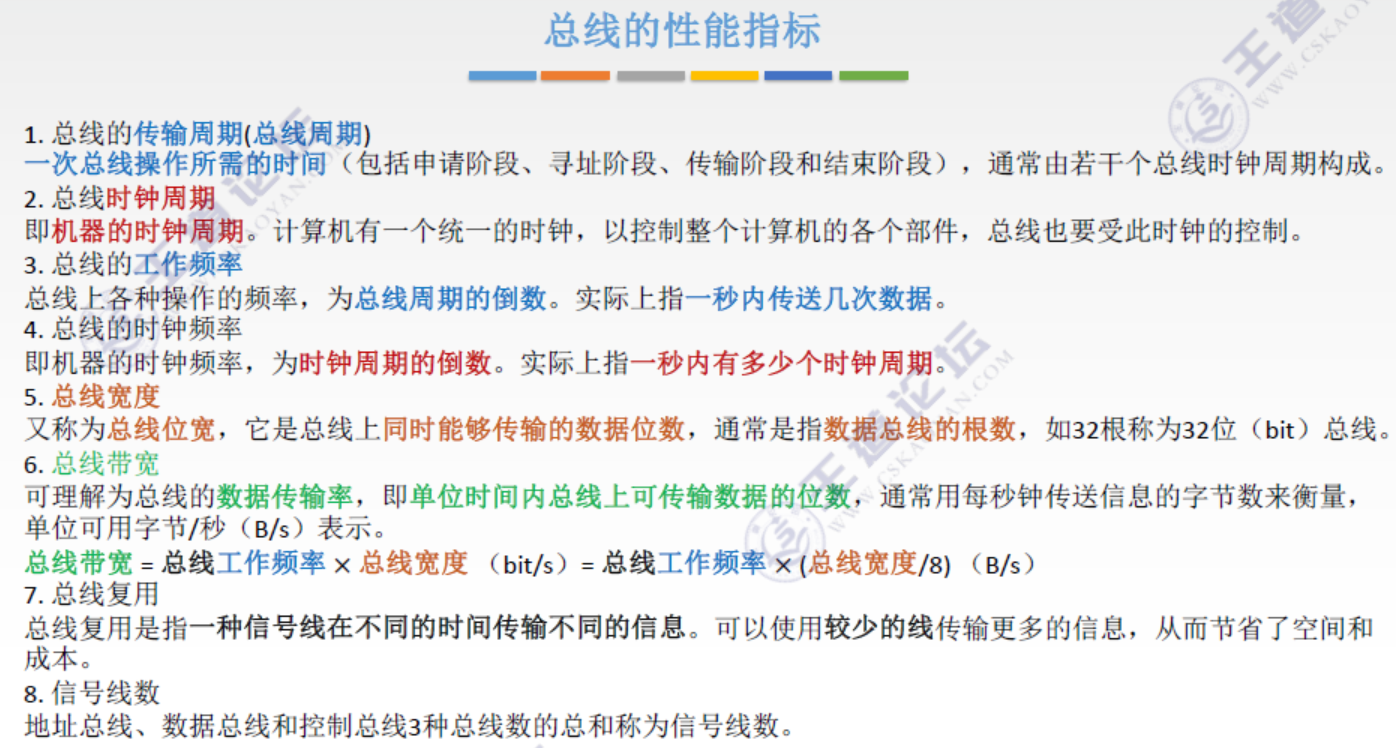 总线的性能指标
王道论坛
WWW.CSKAOYAN.COM
1. 总线的传输周期(总线周期)
一次总线操作所需的时间（包括申请阶段、寻址阶段、传输阶段和结束阶段），通常由若干个总线时钟周期构成。
2. 总线时钟周期
即机器的时钟周期。计算机有一个统一的时钟，以控制整个计算机的各个部件，总线也要受此时钟的控制。
3. 总线的工作频率
总线上各种操作的频率，为总线周期的倒数。实际上指一秒内传送几次数据。
4. 总线的时钟频率
即机器的时钟频率，为时钟周期的倒数。实际上指一秒内有多少个时钟周期。
5. 总线宽度
又称为总线位宽，它是总线上同时能够传输的数据位数，通常是指数据总线的根数，如32根称为32位（bit）总线。
6. 总线带宽
可理解为总线的数据传输率，即单位时间内总线上可传输数据的位数，通常用每秒钟传送信息的字节数来衡量，
单位可用字节/秒（B/s）表示。
总线带宽 = 总线工作频率 × 总线宽度 （bit/s）= 总线工作频率 × (总线宽度/8) （B/s）
7. 总线复用
总线复用是指一种信号线在不同的时间传输不同的信息。可以使用较少的线传输更多的信息，从而节省了空间和
成本。
8. 信号线数
地址总线、数据总线和控制总线3种总线数的总和称为信号线数。